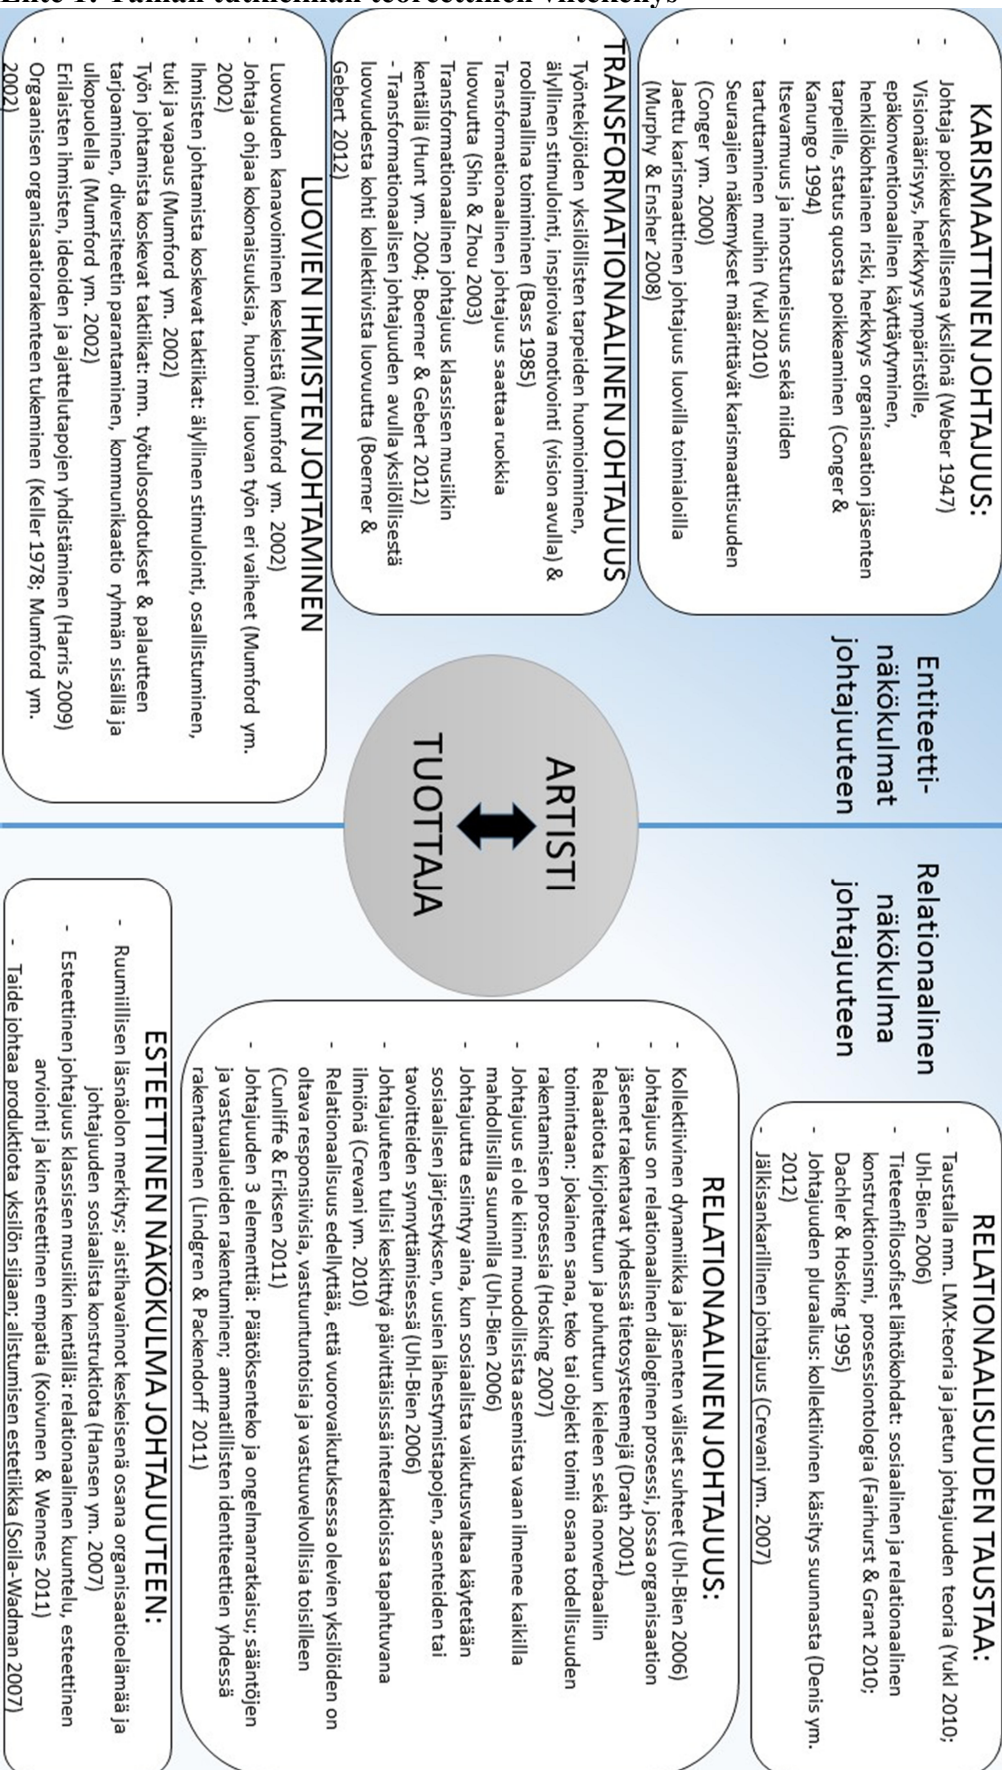 Liite 1: Tämän tutkielman teoreettinen viitekehys
KARISMAATTINEN JOHTAJUUS:
- Johtaja poikkeuksellisena yksilönä (Weber 1947)
- Visionäärisyys, herkkyys ympäristölle,
epäkonventionaalinen käyttäytyminen,
henkilökohtainen riski, herkkyys organisaation jäsenten
tarpeille, status quosta poikkeaminen (Conger &
Kanungo 1994)
- Itsevarmuus ja innostuneisuus sekä niiden
tartuttaminen muihin (Yukl 2010)
- Seuraajien näkemykset määrittävät karismaattisuuden
(Conger ym. 2000)
- Jaettu karismaattinen johtajuus luovilla toimialoilla
(Murphy & Ensher 2008)
TRANSFORMATIONAALINEN JOHTAJUUS
- Työntekijöiden yksilöllisten tarpeiden huomioiminen,
älyllinen stimulointi, inspiroiva motivointi (vision avulla) &
roolimallina toimiminen (Bass 1985)
- Transformationaalinen johtajuus saattaa ruokkia
luovuutta (Shin & Zhou 2003)
- Transformationaalinen johtajuus klassisen musiikin
kentällä (Hunt ym. 2004; Boerner & Gebert 2012)
- Transformationaalisen johtajuuden avulla yksilöllisestä
luovuudesta kohti kollektiivista luovuutta (Boerner &
Gebert 2012)
LUOVIEN IHMISTEN JOHTAMINEN
- Luovuuden kanavoiminen keskeistä (Mumford ym. 2002)
- Johtaja ohjaa kokonaisuuksia, huomioi luovan työn eri vaiheet (Mumford ym.
2002)
- Ihmisten johtamista koskevat taktiikat: älyllinen stimulointi, osallistuminen,
tuki ja vapaus (Mumford ym. 2002)
- Työn johtamista koskevat taktiikat: mm. työtulosodotukset & palautteen
tarjoaminen, diversiteetin parantaminen, kommunikaatio ryhmän sisällä ja
ulkopuolella (Mumford ym. 2002)
- Erilaisten ihmisten, ideoiden ja ajattelutapojen yhdistäminen (Harris 2009)
- Orgaanisen organisaatiorakenteen tukeminen (Keller 1978; Mumford ym.
2002)
Entiteetti-
näkökulmat
johtajuuteen
ARTISTI
TUOTTAJA
Relationaalinen
näkökulma
johtajuuteen
RELATIONAALISUUDEN TAUSTAA:
- Taustalla mm. LMX-teoria ja jaetun johtajuuden teoria (Yukl 2010;
Uhl-Bien 2006)
- Tieteenfilosofiset lähtökohdat: sosiaalinen ja relationaalinen
konstruktionismi, prosessiontologia (Fairhurst & Grant 2010;
Dachler & Hosking 1995)
- Johtajuuden pluraalius: kollektiivinen käsitys suunnasta (Denis ym.
2012)
- Jälkisankarillinen johtajuus (Crevani ym. 2007)
RELATIONAALINEN JOHTAJUUS:
- Kollektiivinen dynamiikka ja jäsenten väliset suhteet (Uhl-Bien 2006)
- Johtajuus on relationaalinen dialoginen prosessi, jossa organisaation
jäsenet rakentavat yhdessä tietosysteemejä (Drath 2001)
- Relaatiota kirjoitettuun ja puhuttuun kieleen sekä nonverbaaliin
toimintaan: jokainen sana, teko tai objekti toimii osana todellisuuden
rakentamisen prosessia (Hosking 2007)
- Johtajuus ei ole kiinni muodollisista asemista vaan ilmenee kaikilla
mahdollisilla suunnilla (Uhl-Bien 2006)
- Johtajuutta esiintyy aina, kun sosiaalista vaikutusvaltaa käytetään
sosiaalisen järjestyksen, uusien lähestymistapojen, asenteiden tai
tavoitteiden synnyttämisessä (Uhl-Bien 2006)
- Johtajuuteen tulisi keskittyä päivittäisissä interaktioissa tapahtuvana
ilmiönä (Crevani ym. 2010)
- Relationaalisuus edellyttää, että vuorovaikutuksessa olevien yksilöiden on
oltava responsiivisia, vastuuntuntoisia ja vastuuvelvollisia toisilleen
(Cunliffe & Eriksen 2011)
- Johtajuuden 3 elementtiä: Päätöksenteko ja ongelmanratkaisu; sääntöjen
ja vastuualueiden rakentuminen; ammatillisten identiteettien yhdessä
rakentaminen (Lindgren & Packendorff 2011)
ESTEETTINEN NÄKÖKULMA JOHTAJUUTEEN:
- Ruumiillisen läsnäolon merkitys; aistihavainnot keskeisenä osana organisaatioelämää ja
johtajuuden sosiaalista konstruktiota (Hansen ym. 2007)
- Esteettinen johtajuus klassisen musiikin kentällä: relationaalinen kuuntelu, esteettinen
arviointi ja kinesteettinen empatia (Koivunen & Wennes 2011)
- Taide johtaa produktiota yksilön sijaan; alistumisen estetiikka (Soila-Wadman 2007)